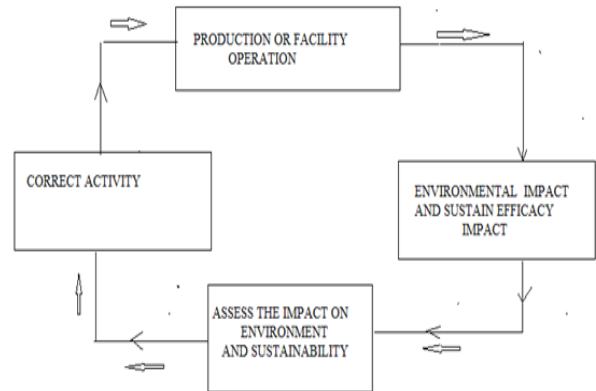 PRODUCTION OR FACILITY
OPERATION
ENVIRONMENTAL IMPACT
AND SUSTAIN EFFICACY
IMPACT
ASSESS THE IMPACT ON
ENVIRONMENT
AND SUSTAINABILITY
CORRECT ACTIVITY